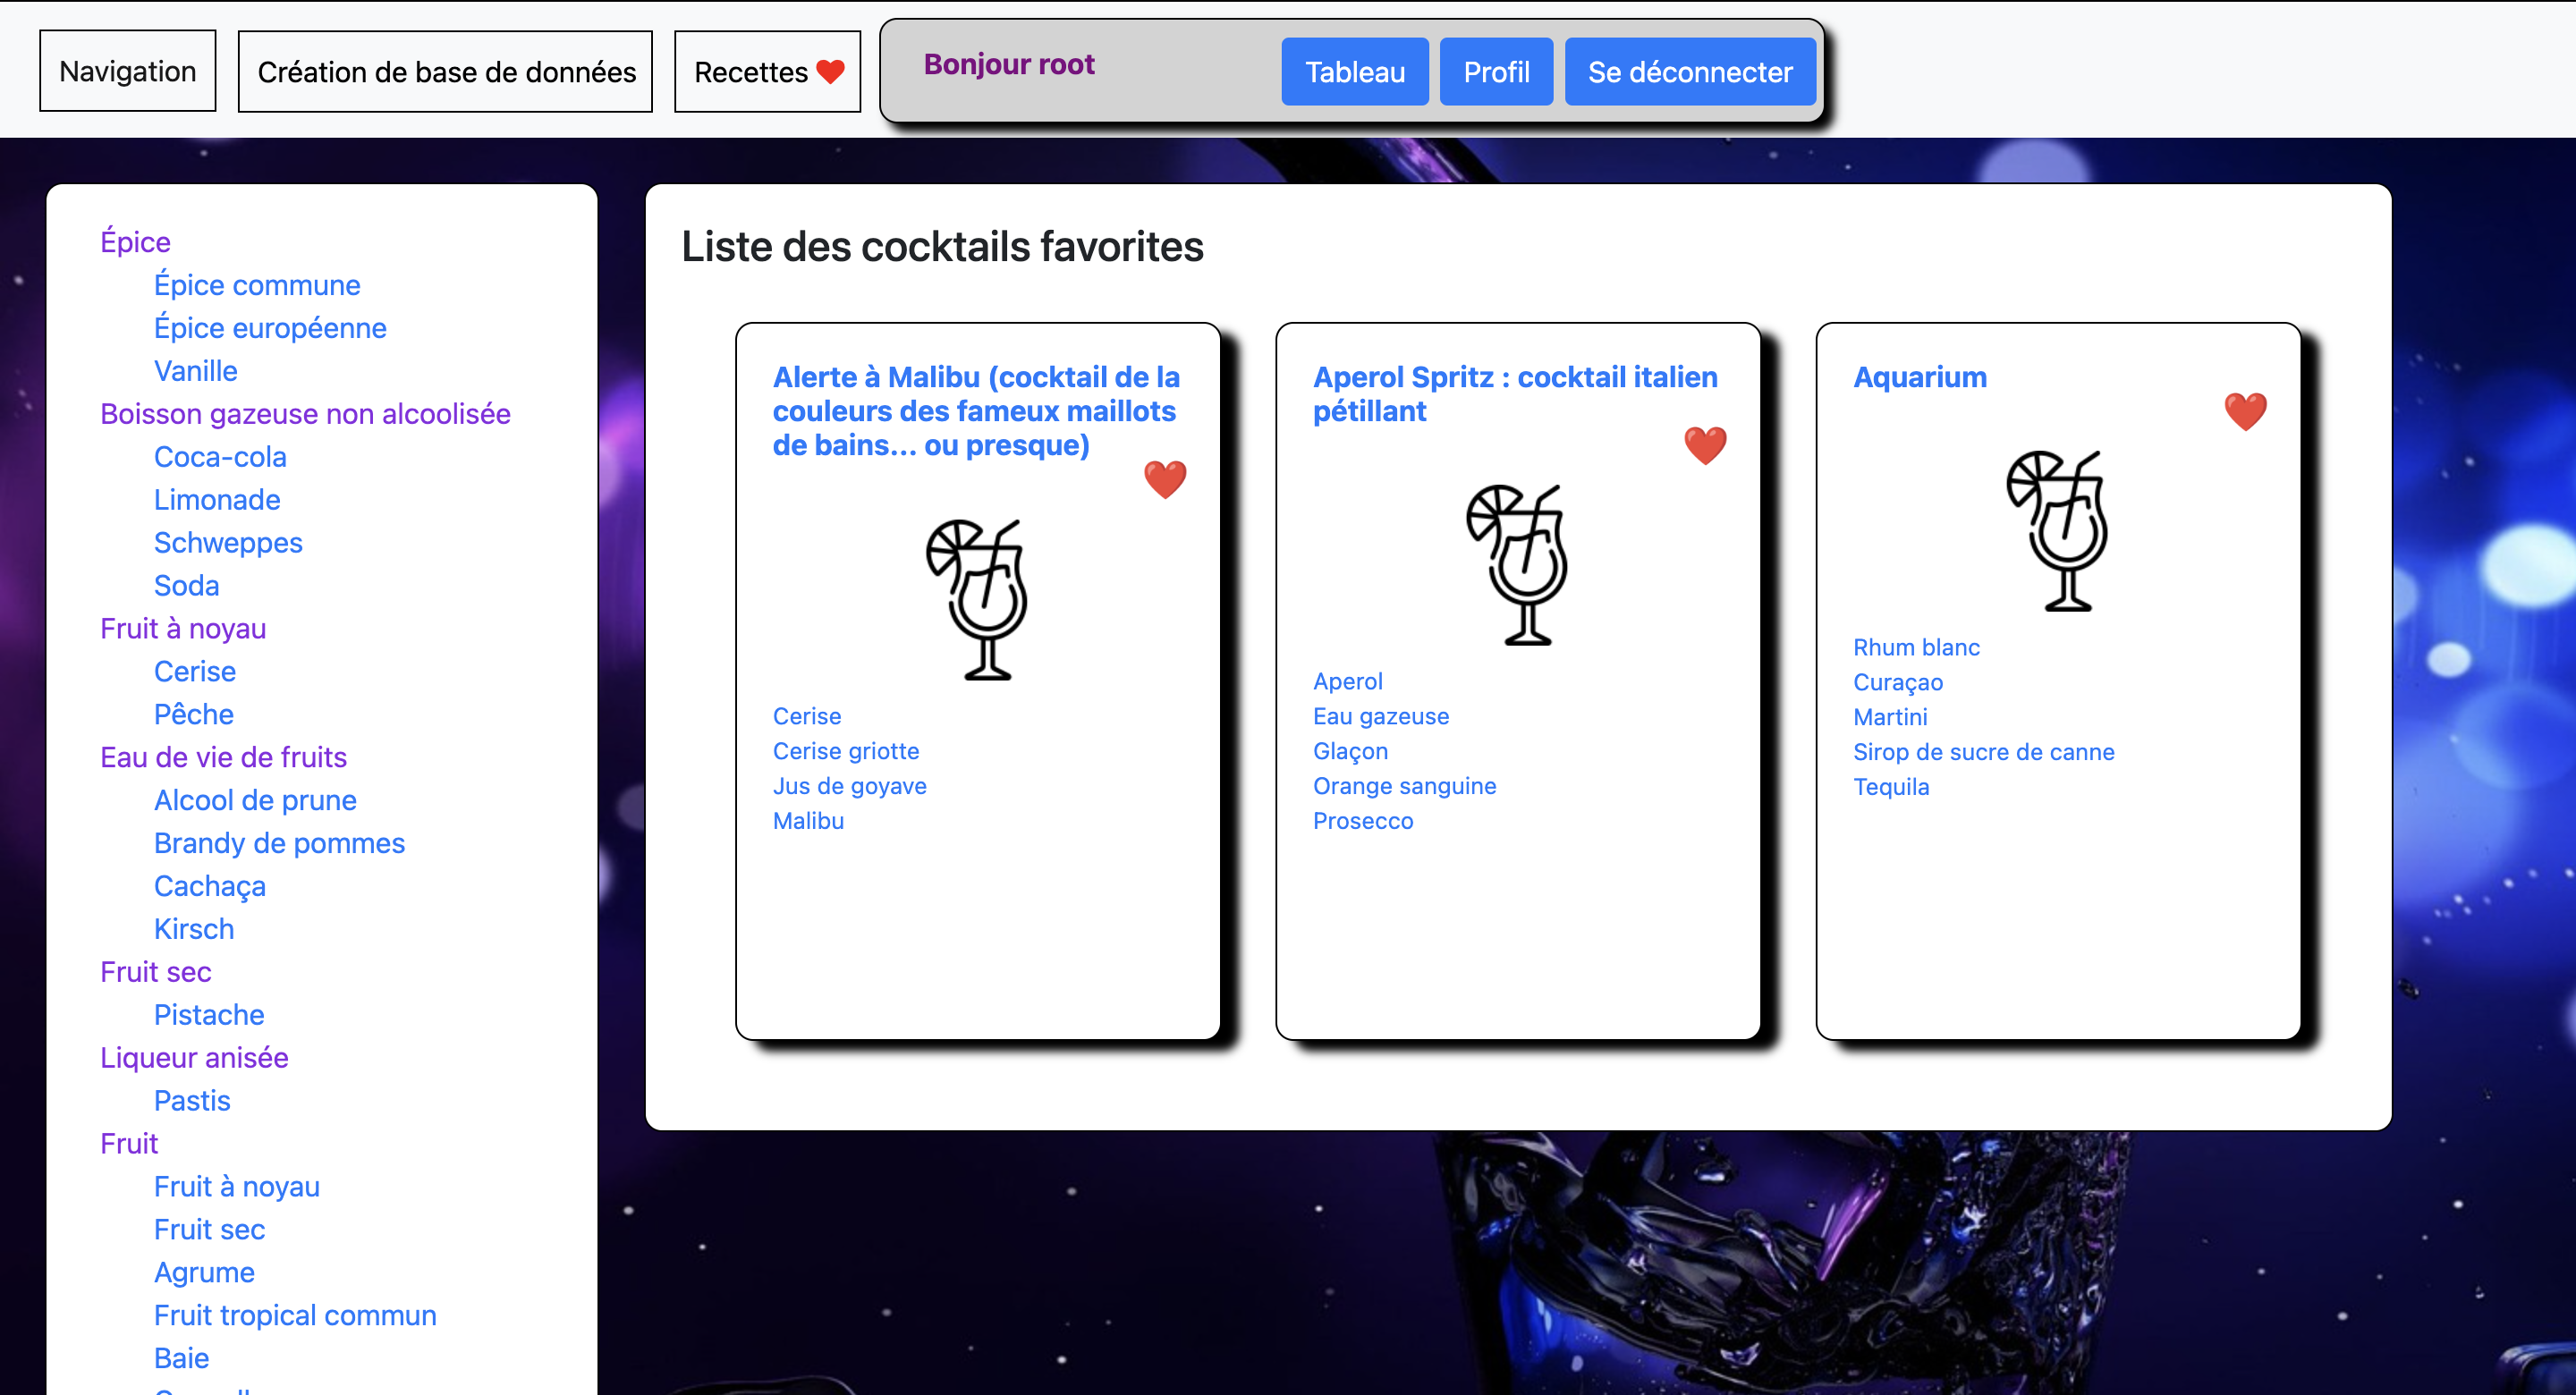 Navigation
Création de base de données
Recettes ❤
Bonjour root
Tableau
Profil
Se déconnecter
Épice
Épice commune
Épice européenne
Vanille
Boisson gazeuse non alcoolisée
Coca-cola
Limonade
Schweppes
Soda
Fruit à noyau
Cerise
Pêche
Eau de vie de fruits
Alcool de prune
Brandy de pommes
Cachaça
Kirsch
Fruit sec
Pistache
Liqueur anisée
Pastis
Fruit
Fruit à noyau
Fruit sec
Agrume
Fruit tropical commun
Baie
Liste des cocktails favorites
Alerte à Malibu (cocktail de la
couleurs des fameux maillots
de bains... ou presque)
Cerise
Cerise griotte
Jus de goyave
Malibu
Aperol Spritz : cocktail italien
pétillant
Aperol
Eau gazeuse
Glaçon
Orange sanguine
Prosecco
Aquarium
Rhum blanc
Curaçao
Martini
Sirop de sucre de canne
Tequila